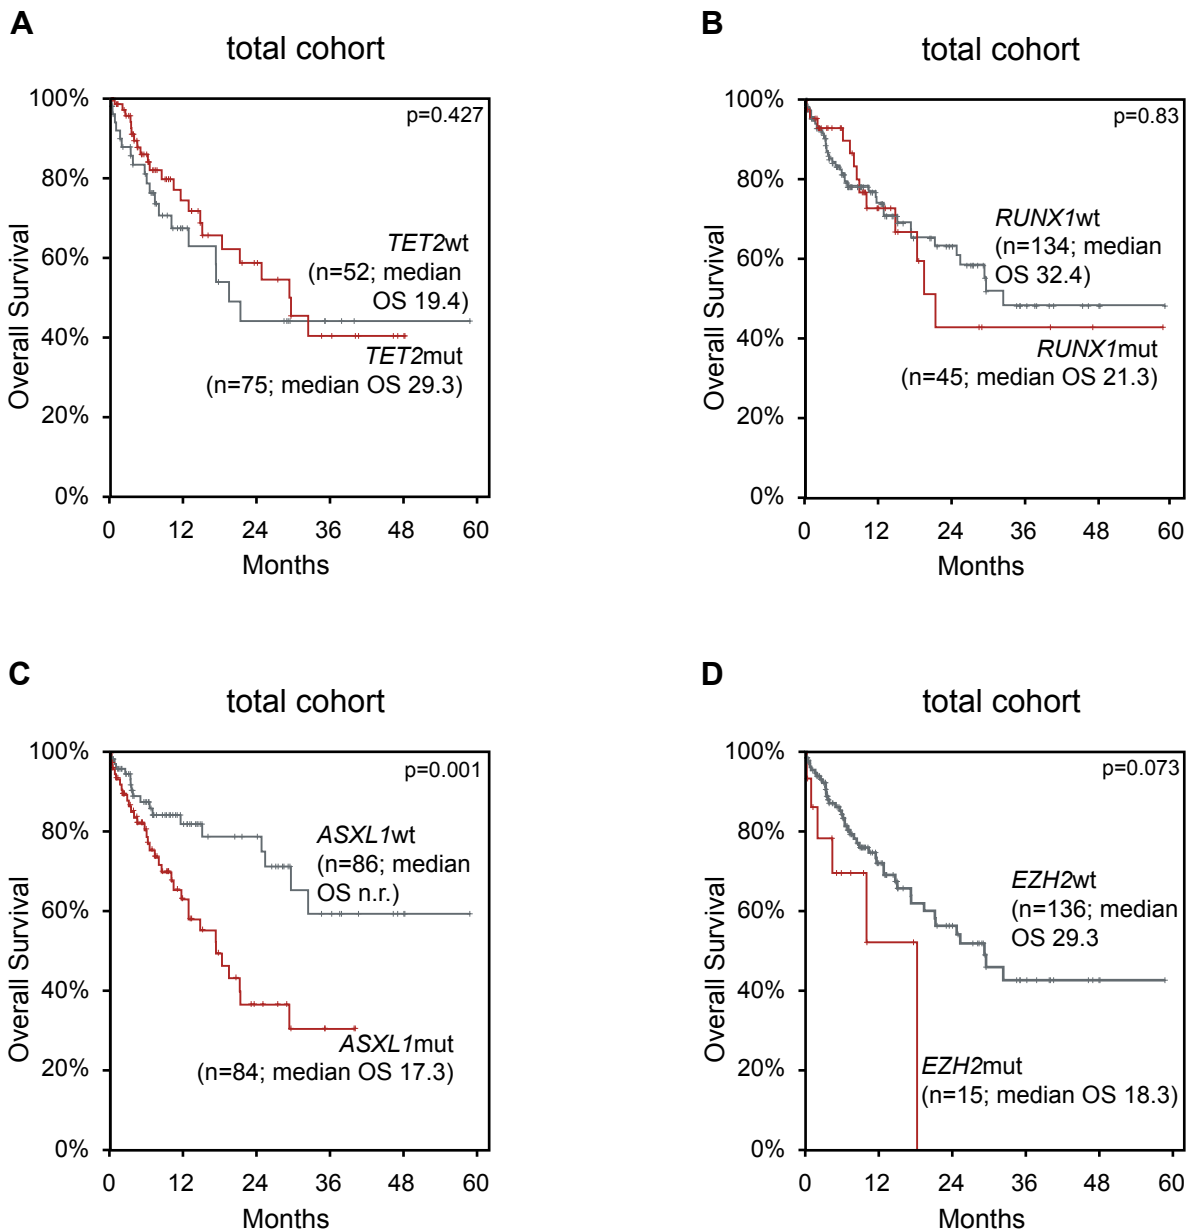 A
total cohort
100%
80%
60%
40%
20%
0%
Overall Survival
p=0.427
TET2wt
(n=52; median
OS 19.4)
TET2mut
(n=75; median OS 29.3)
0 12 24 36 48 60
Months
B
total cohort
100%
80%
60%
40%
20%
0%
Overall Survival
p=0.83
RUNX1wt
(n=134; median
OS 32.4)
RUNX1mut
(n=45; median OS 21.3)
0 12 24 36 48 60
Months
C
total cohort
100%
80%
60%
40%
20%
0%
Overall Survival
p=0.001
ASXL1wt
(n=86; median
OS n.r.)
ASXL1mut
(n=84; median OS 17.3)
0 12 24 36 48 60
Months
D
total cohort
100%
80%
60%
40%
20%
0%
Overall Survival
p=0.073
EZH2wt
(n=136; median
OS 29.3
EZH2mut
(n=15; median OS 18.3)
0 12 24 36 48 60
Months